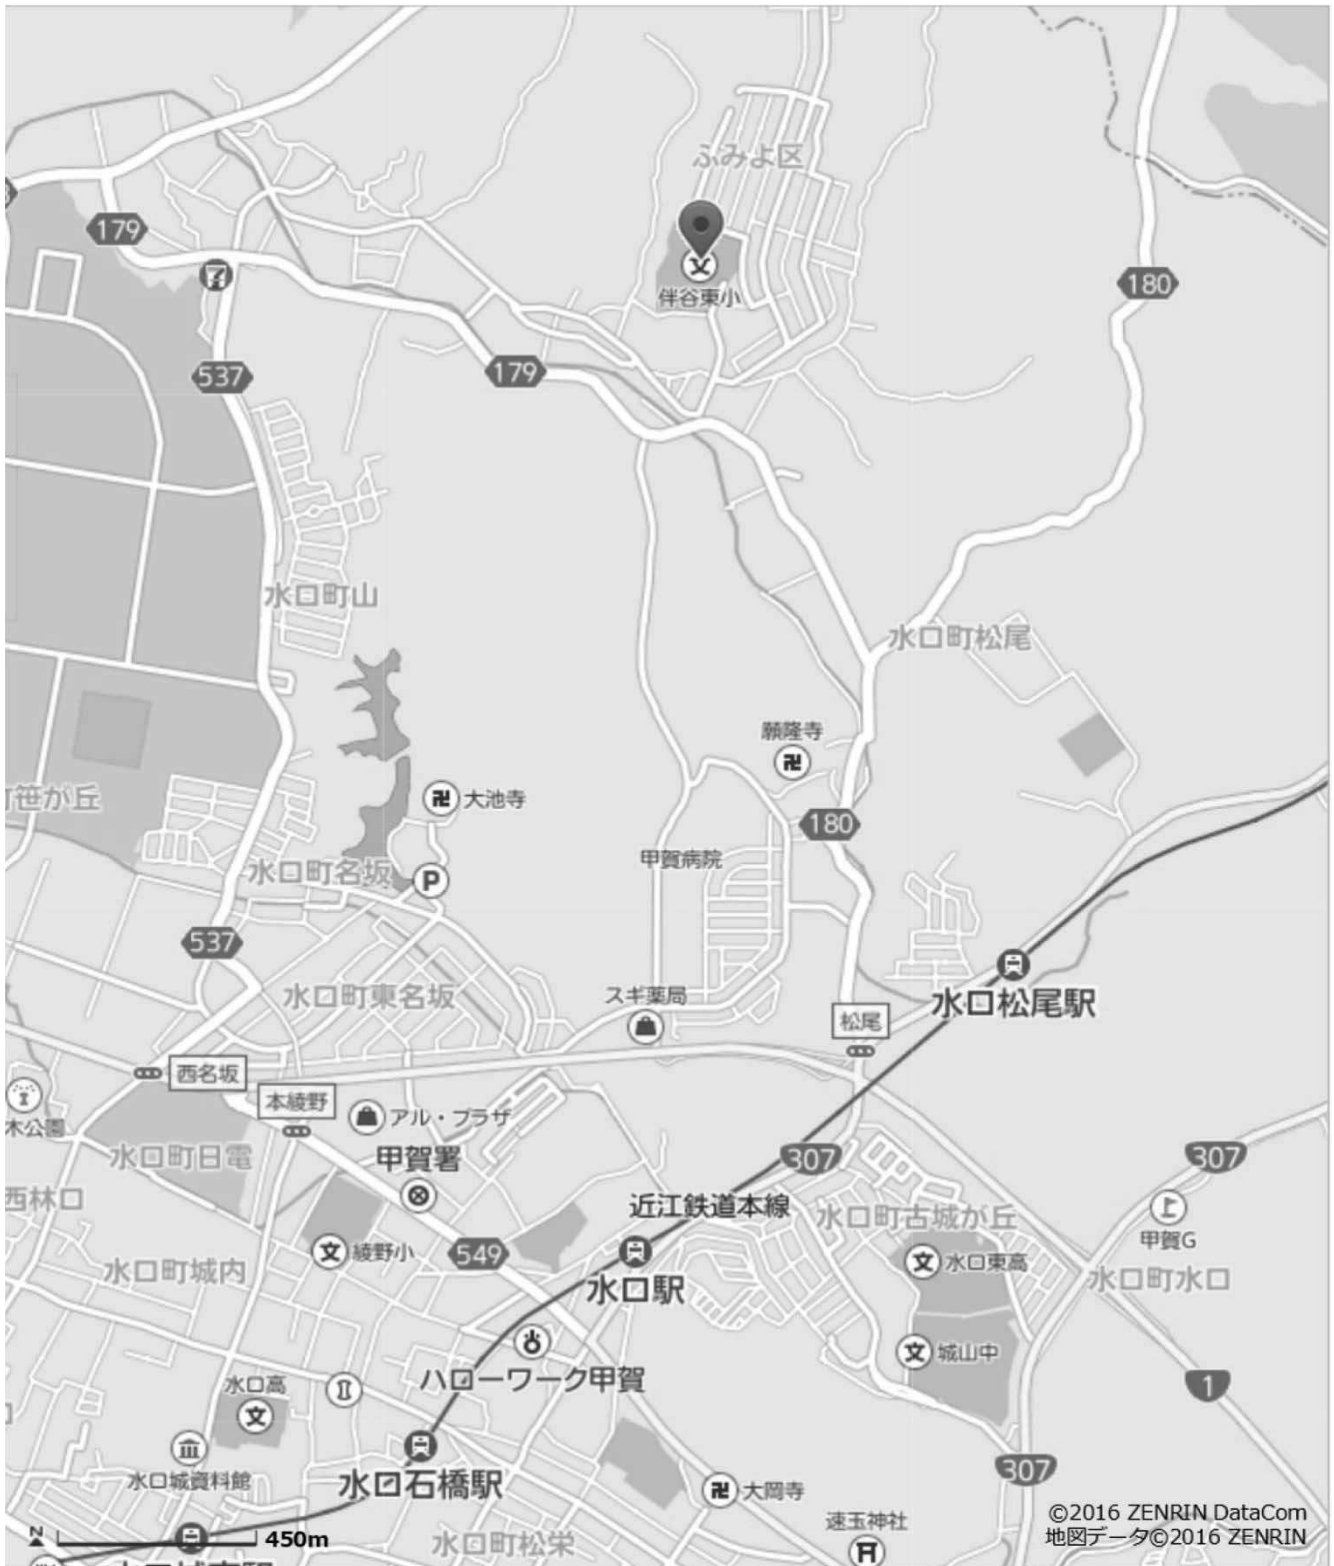 ふみよ区
179
伴谷東小
180
537
179
水口町山
水口町松尾
願隆寺
笹が丘
大池寺
180
甲賀病院
水口町名坂
P
537
水口町東名坂
スギ薬局
水口松尾駅
松尾
西名坂
本綾野
アル・プラザ
木公園
水口町日電
甲賀署
307
307
西林口
近江鉄道本線
水口町古城が丘
甲賀G
文
綾野小
549
文
水口東高
水口町城内
水口駅
水口町水口
文
城山中
水口高
ハローワーク甲賀
1
文
水口城資料館
水口石橋駅
307
大岡寺
速玉神社
©2016 ZENRIN DataCom
地図データ©2016 ZENRIN
N
450m
水口町松栄